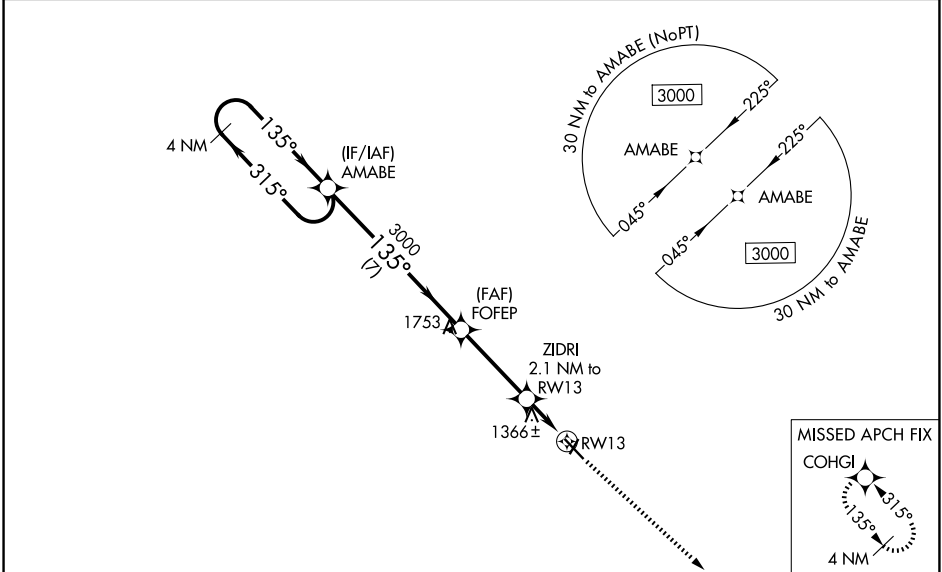 30 NM to AMABE (NoPT)
3000
225°
AMABE
045°
225°
AMABE
045°
3000
30 NM to AMABE
4 NM
135°
315°
(IF/IAF)
AMABE
3000
135°
(7)
(FAF)
FOFEP
1753
ZIDRI
2.1 NM to
RW13
1366±
RW13
MISSED APCH FIX
COHGI
135°
315°
4 NM